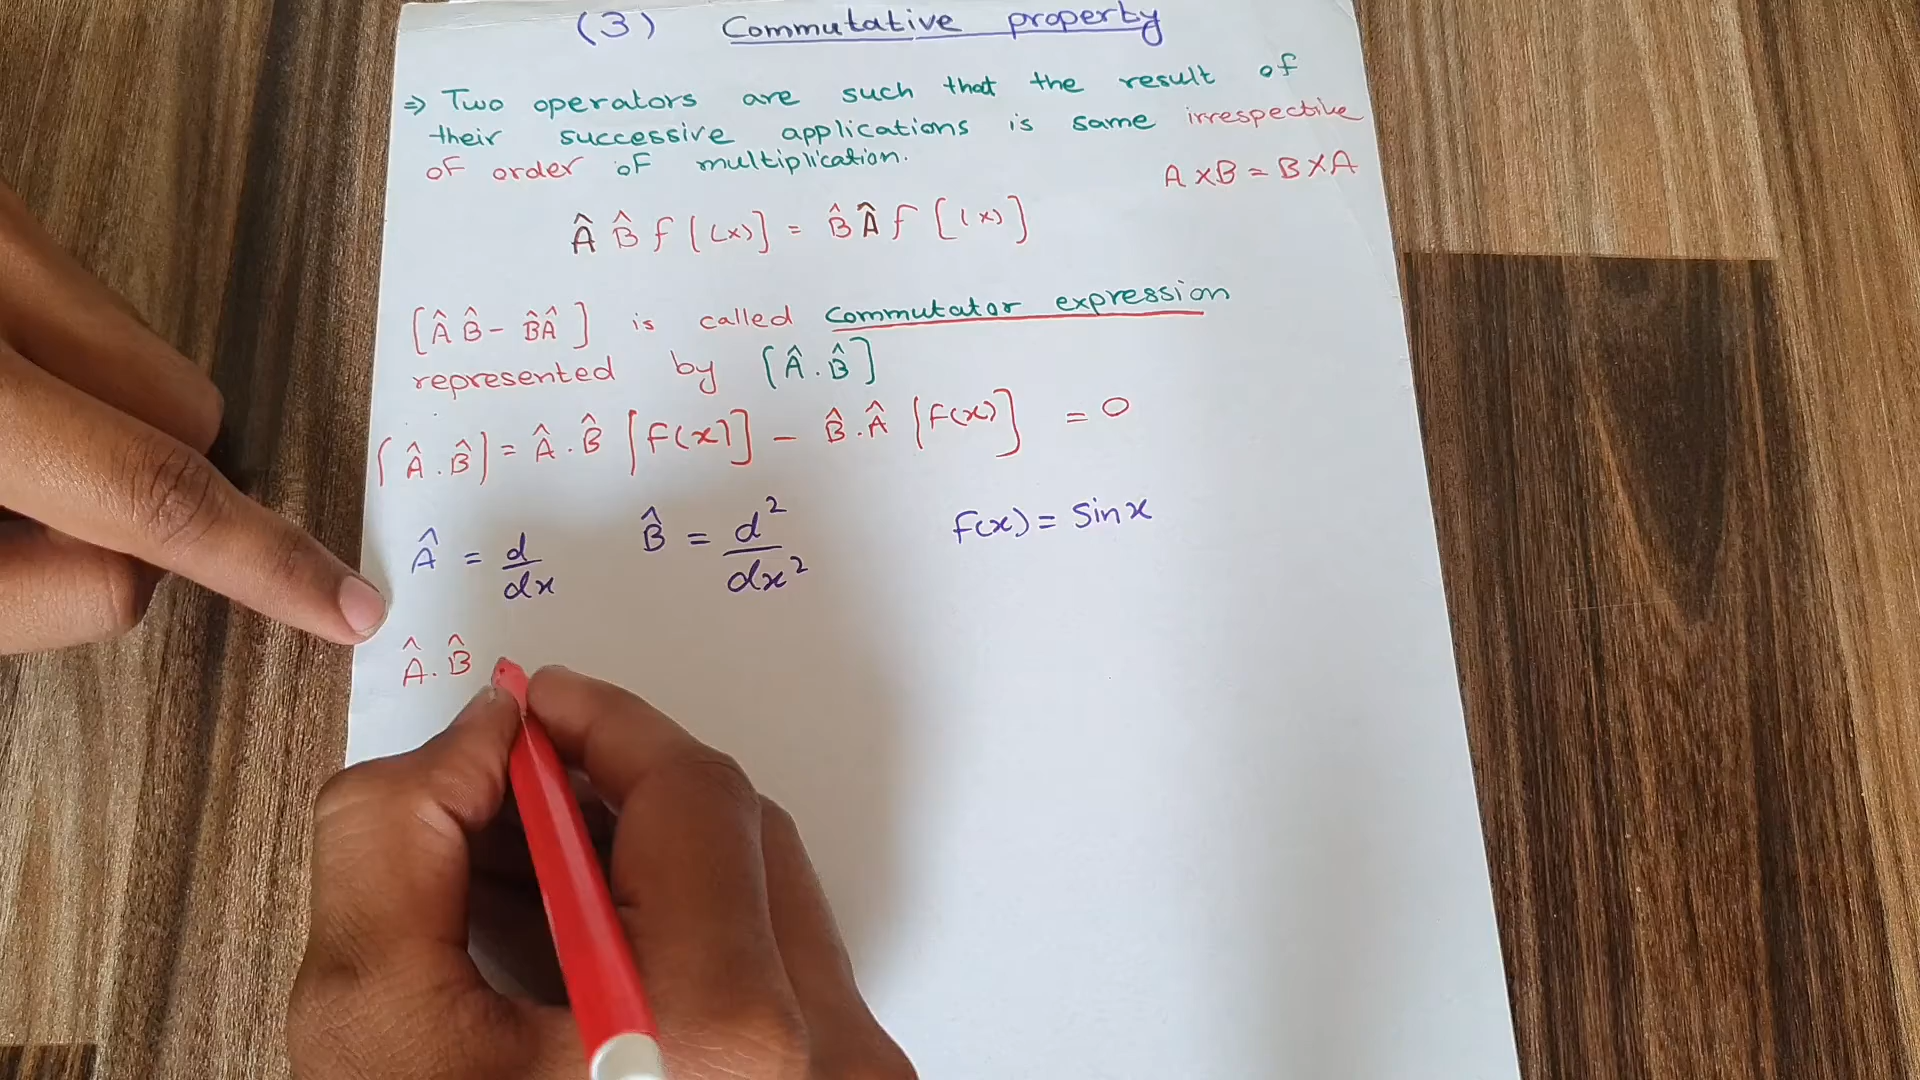 (3) Commutative property
⇒ Two operators are such that the result of
their successive applications is same irrespective
of order of multiplication.
A × B = B × A
Â B̂ f [(x)] = B̂ Â f [(x)]
[Â B̂ - B̂ Â] is called commutator expression
represented by [Â . B̂]
[Â . B̂] = Â . B̂ [f(x)] - B̂ . Â [f(x)] = 0
Â = d/dx B̂ = d²/dx² f(x) = Sinx
Â . B̂